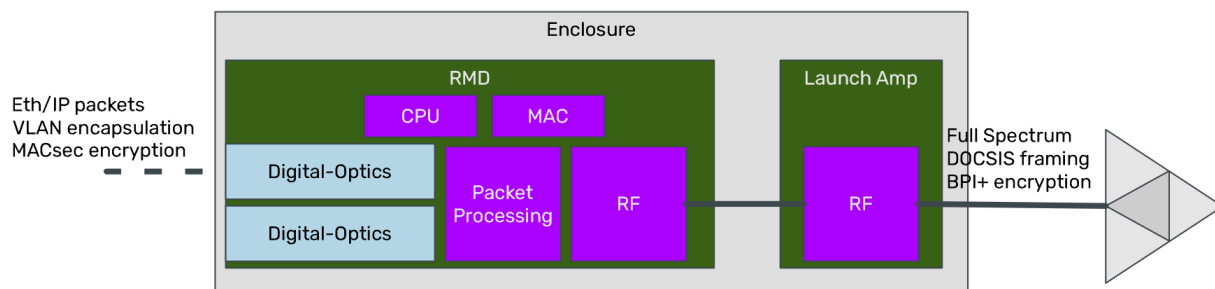 Enclosure
RMD
Launch Amp
CPU
MAC
Eth/IP packets
VLAN encapsulation
MACsec encryption
Digital-Optics
Digital-Optics
Packet
Processing
RF
RF
Full Spectrum
DOCSIS framing
BPI+ encryption